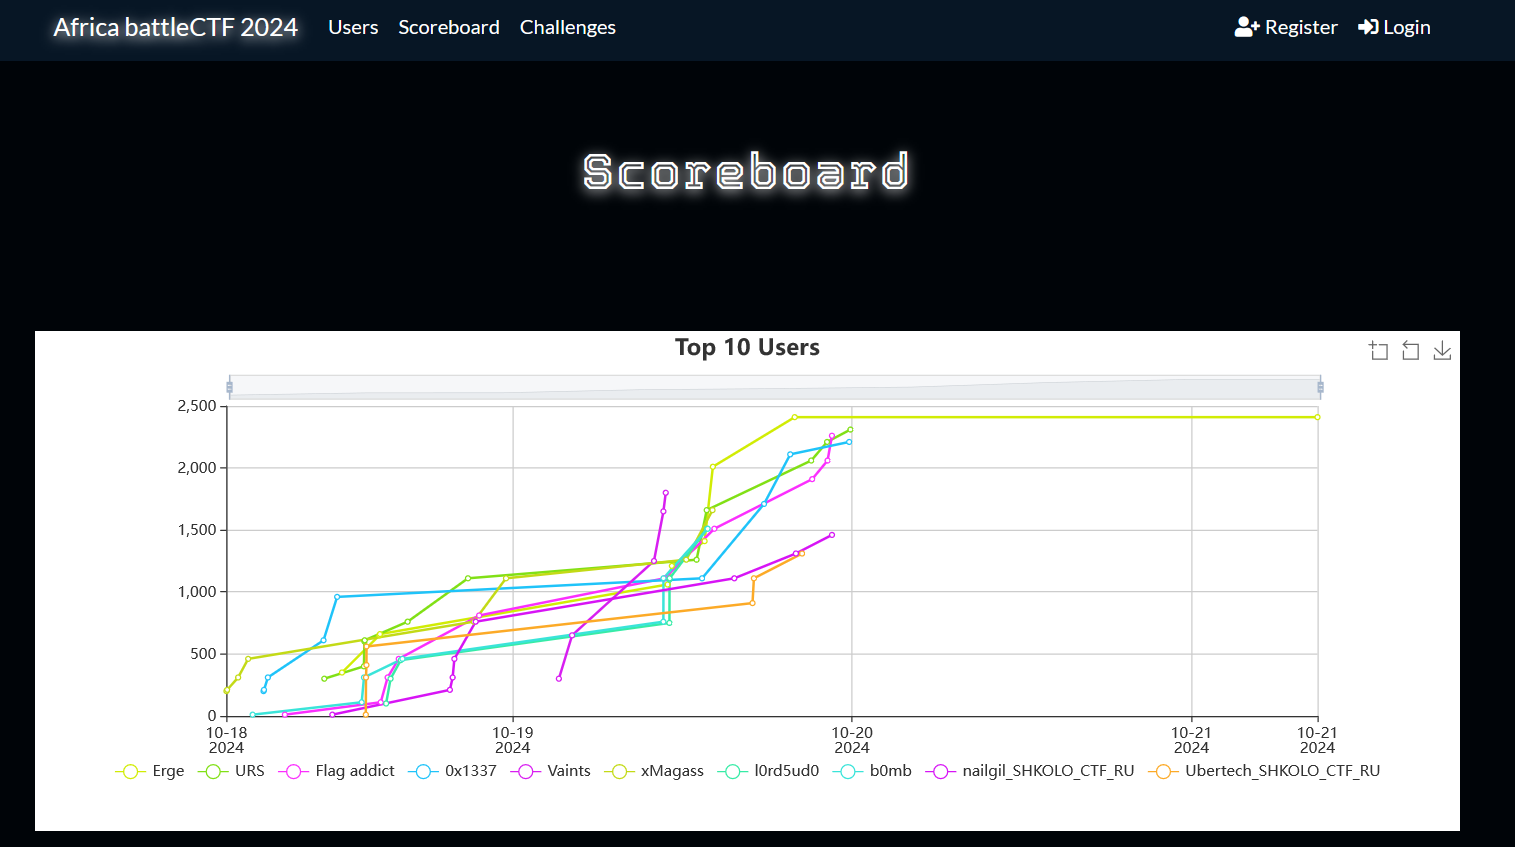 Africa battleCTF 2024 Users Scoreboard Challenges Register Login
Scoreboard
Top 10 Users
2,500
2,000
1,500
1,000
500
0
10-18 10-19 10-20 10-21 10-21
2024 2024 2024 2024 2024
Erge URS Flag addict 0x1337 Vaints xMagass l0rd5ud0 b0mb nailgil_SHKOLO_CTF_RU Ubertech_SHKOLO_CTF_RU